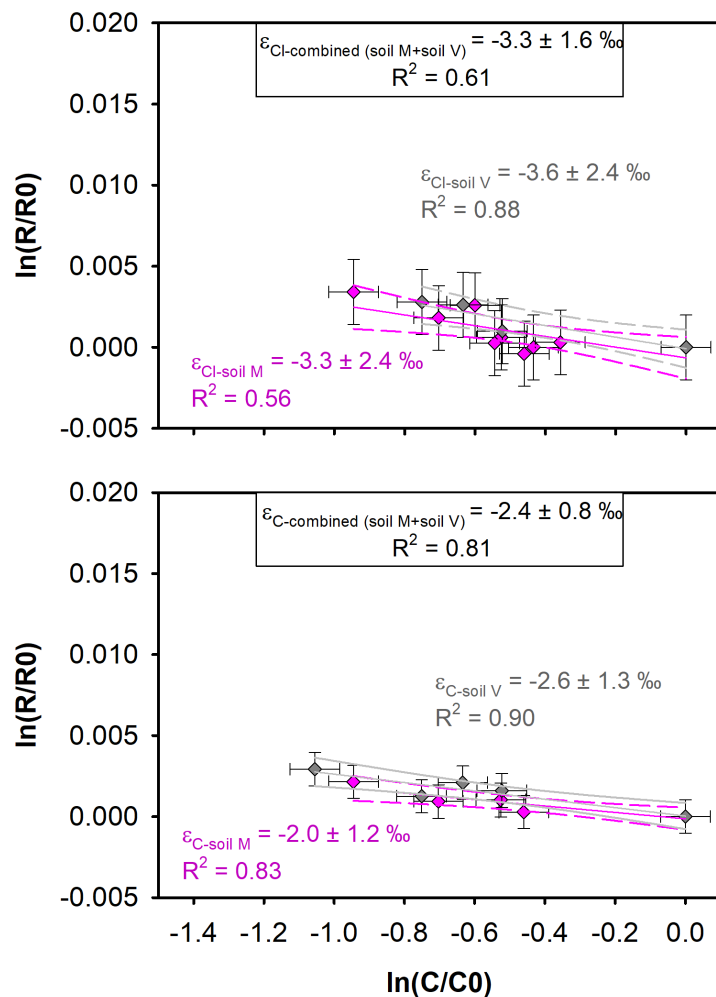 0.020
0.015
0.010
0.005
0.000
-0.005
ln(R/R0)
εCl-combined (soil M+soil V) = -3.3 ± 1.6 ‰
R² = 0.61
εCl-soil V = -3.6 ± 2.4 ‰
R² = 0.88
εCl-soil M = -3.3 ± 2.4 ‰
R² = 0.56
0.020
0.015
0.010
0.005
0.000
-0.005
ln(R/R0)
εC-combined (soil M+soil V) = -2.4 ± 0.8 ‰
R² = 0.81
εC-soil V = -2.6 ± 1.3 ‰
R² = 0.90
εC-soil M = -2.0 ± 1.2 ‰
R² = 0.83
-1.4 -1.2 -1.0 -0.8 -0.6 -0.4 -0.2 0.0
ln(C/C0)